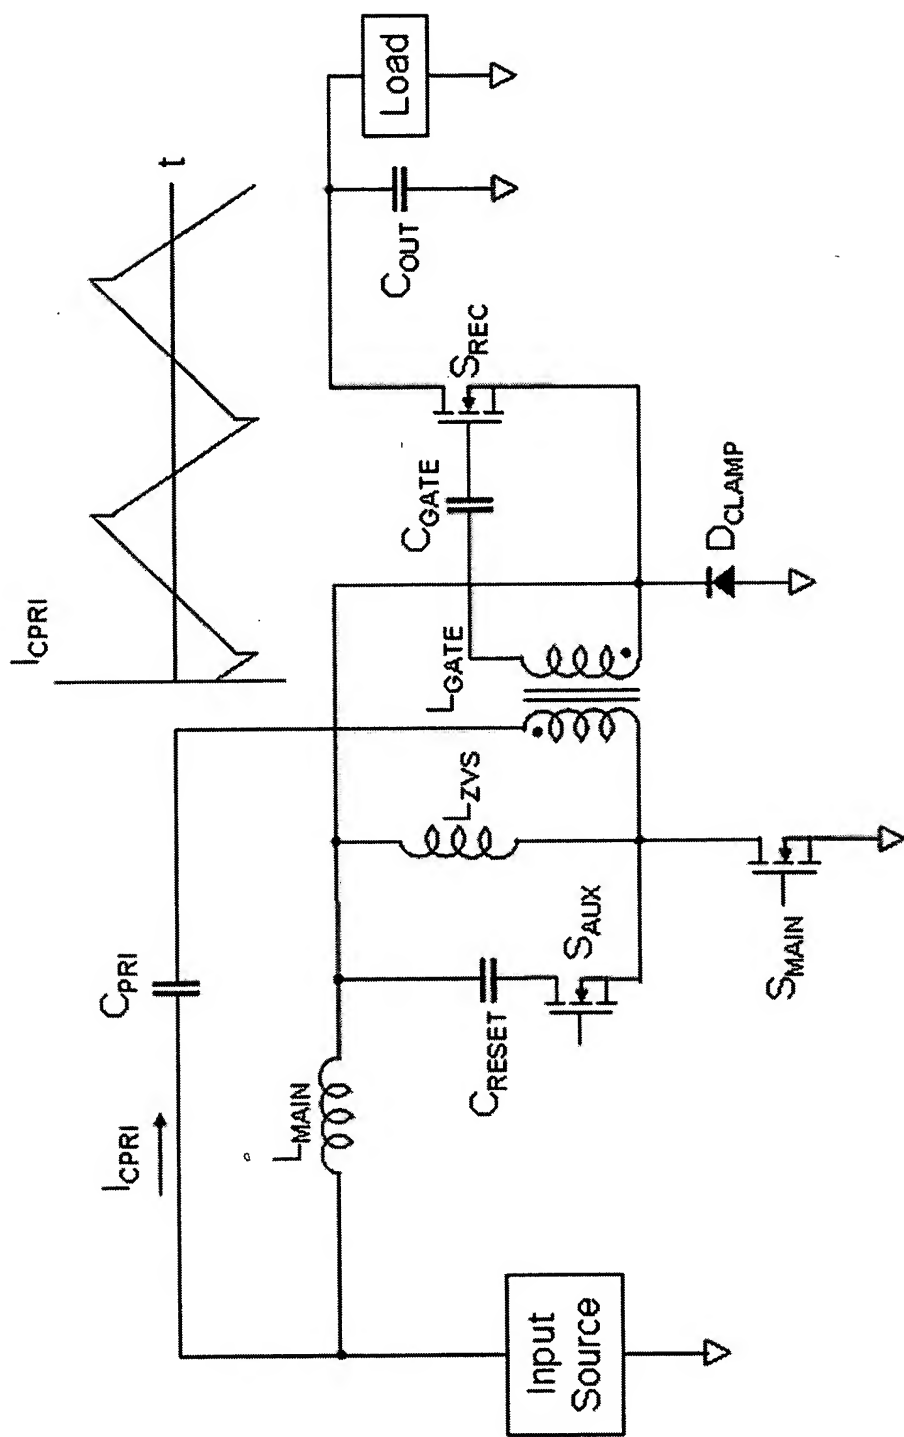 I_CPRI
t
I_CPRI
C_PRI
L_MAIN
C_RESET
S_AUX
L_ZVS
L_GATE
C_GATE
S_REC
C_OUT
Load
Input
Source
S_MAIN
D_CLAMP